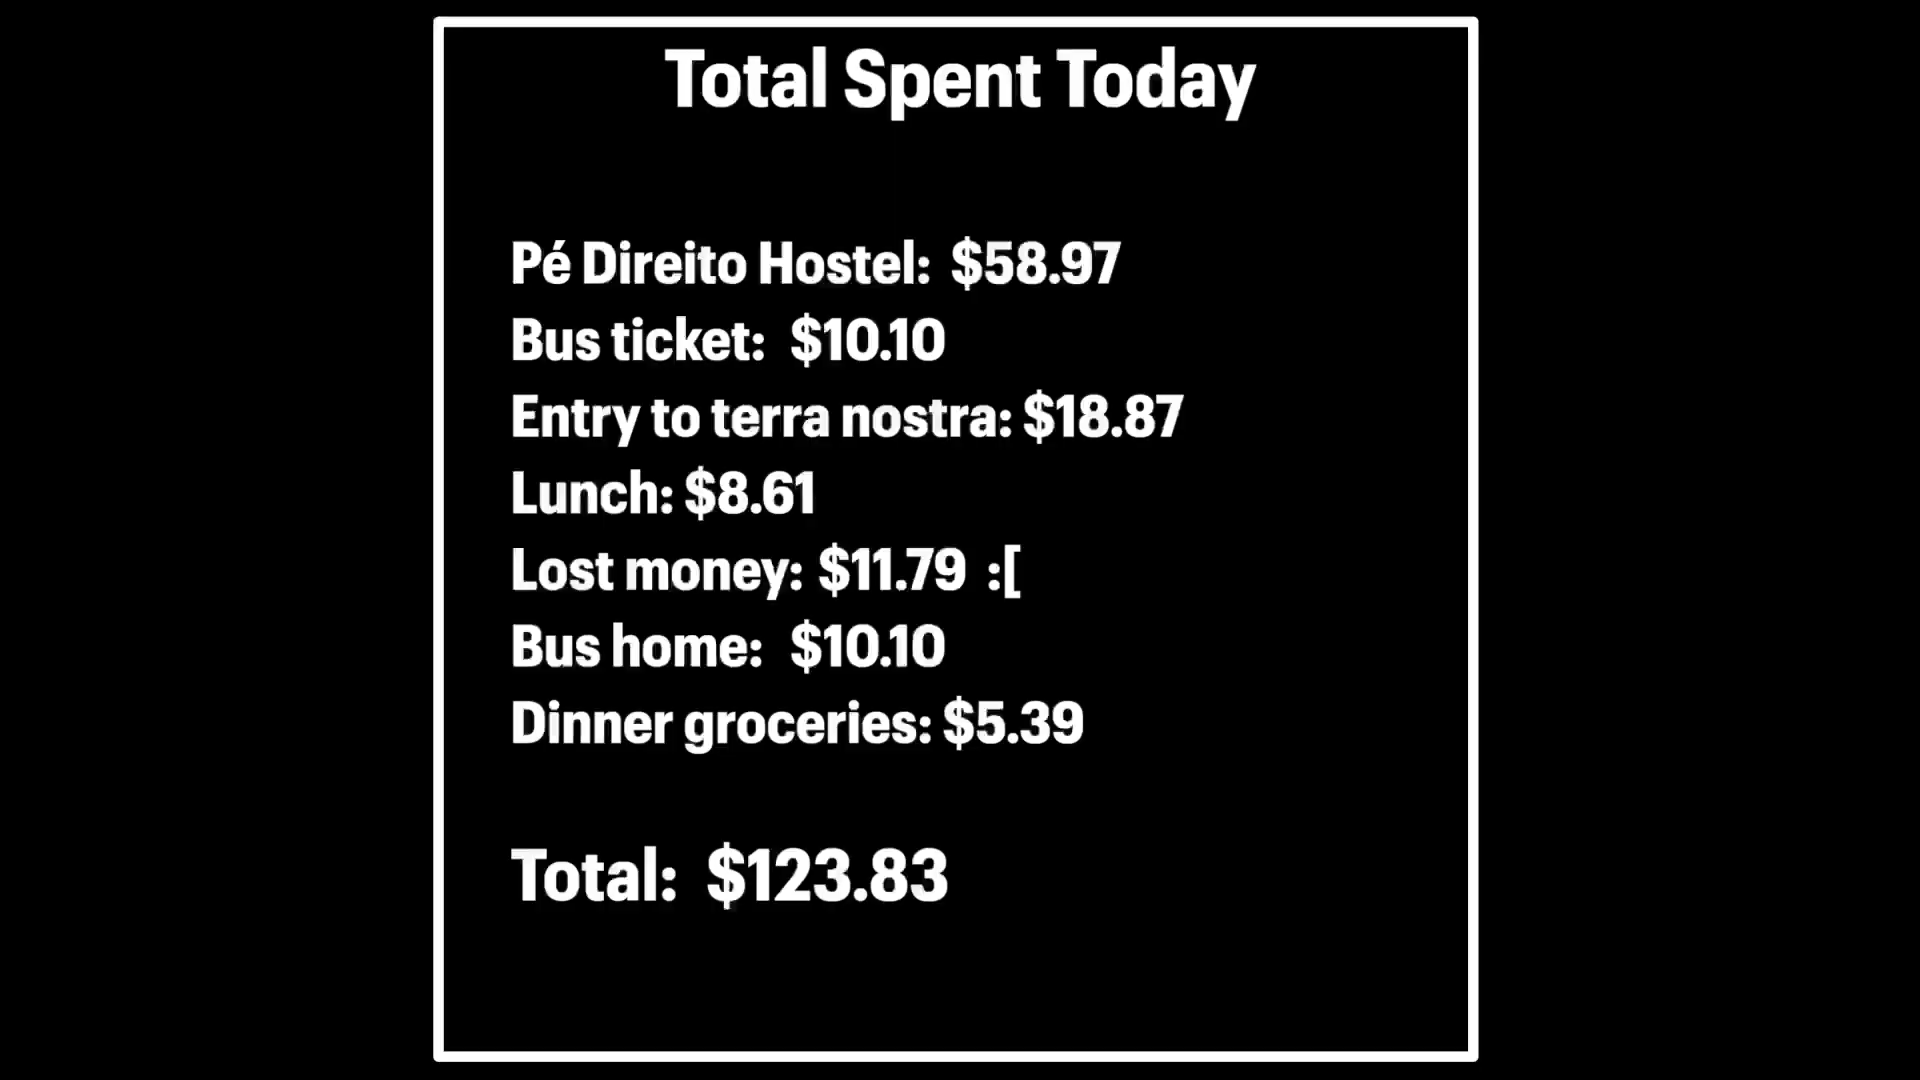 Total Spent Today
Pé Direito Hostel: $58.97
Bus ticket: $10.10
Entry to terra nostra: $18.87
Lunch: $8.61
Lost money: $11.79 :[
Bus home: $10.10
Dinner groceries: $5.39
Total: $123.83